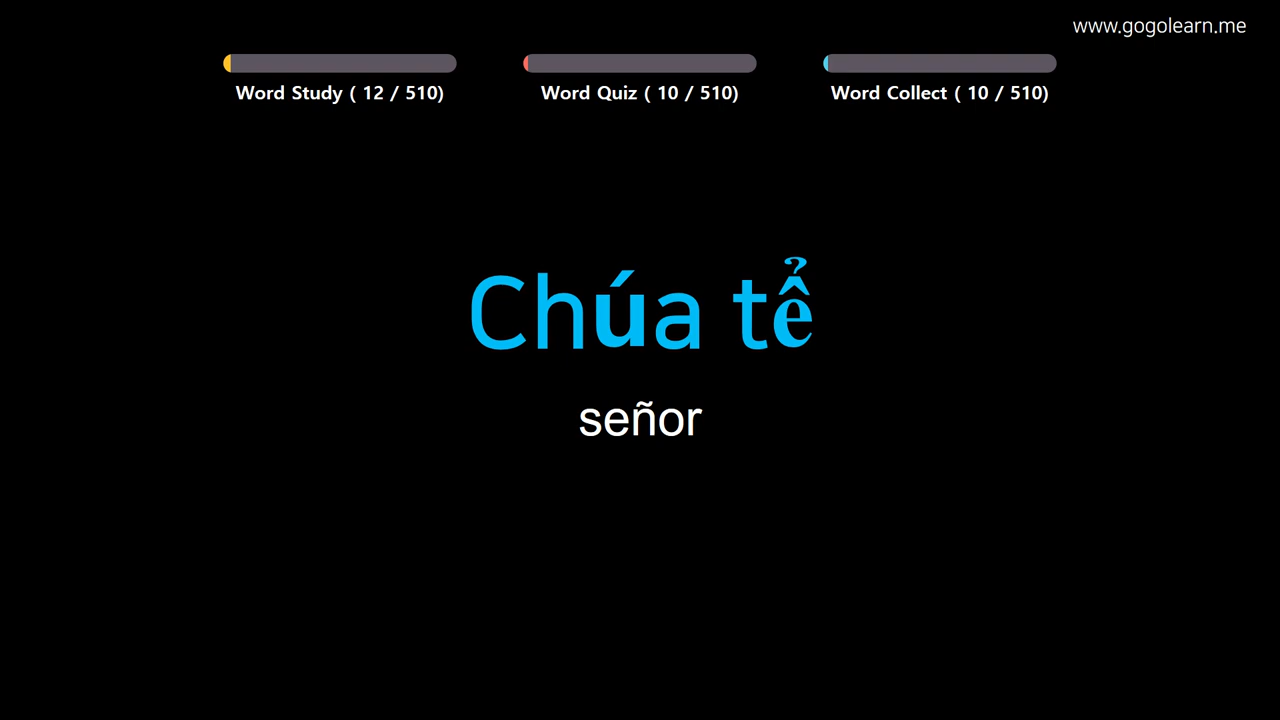 www.gogolearn.me
Word Study ( 12 / 510)
Word Quiz ( 10 / 510)
Word Collect ( 10 / 510)
Chúa tể
señor